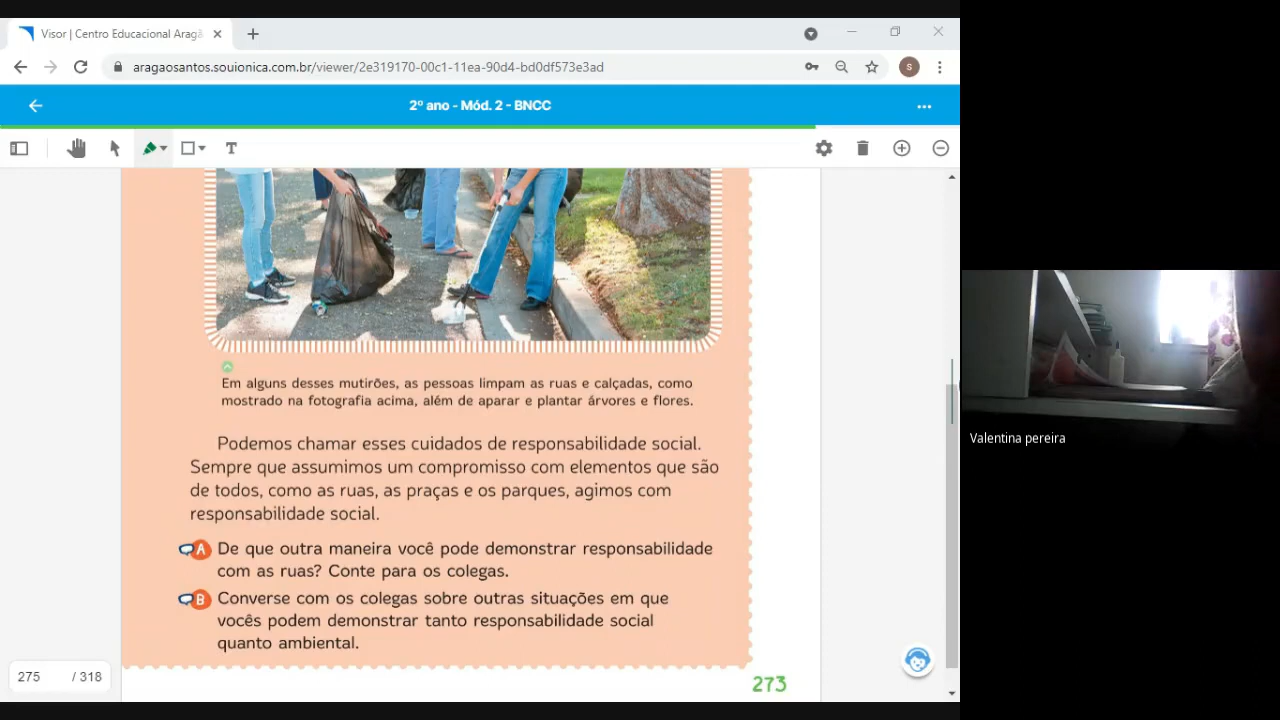 Visor | Centro Educacional Aragã
aragaosantos.souionica.com.br/viewer/2e319170-00c1-11ea-90d4-bd0df573e3ad
S
2º ano - Mód. 2 - BNCC
T
Em alguns desses mutirões, as pessoas limpam as ruas e calçadas, como
mostrado na fotografia acima, além de aparar e plantar árvores e flores.
Podemos chamar esses cuidados de responsabilidade social.
Sempre que assumimos um compromisso com elementos que são
de todos, como as ruas, as praças e os parques, agimos com
responsabilidade social.
A De que outra maneira você pode demonstrar responsabilidade
com as ruas? Conte para os colegas.
B Converse com os colegas sobre outras situações em que
vocês podem demonstrar tanto responsabilidade social
quanto ambiental.
275 / 318
273
Valentina pereira